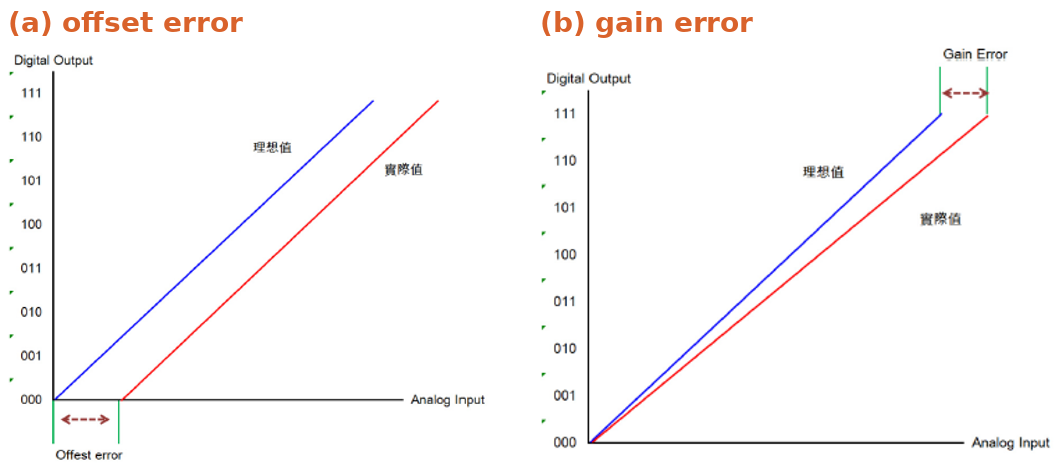 (a) offset error
Digital Output
111
110
101
100
011
010
001
000
理想值
實際值
Analog Input
Offest error
(b) gain error
Gain Error
Digital Output
111
110
101
100
011
010
001
000
理想值
實際值
Analog Input